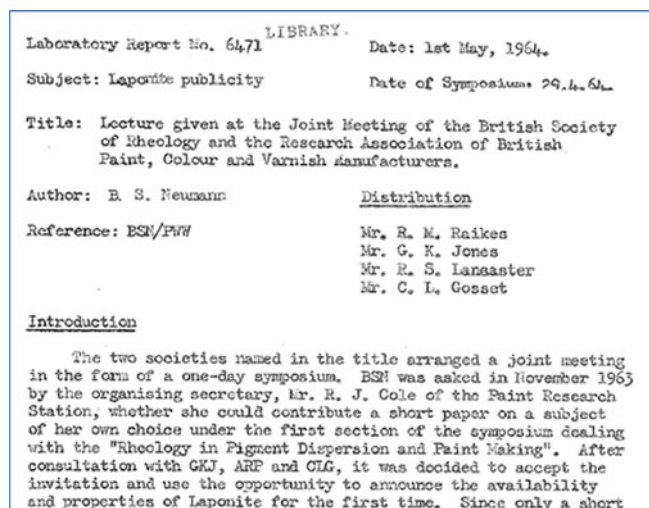 LIBRARY.
Laboratory Report No. 6471 Date: 1st May, 1964.
Subject: Laponite publicity Date of Symposium: 29.4.64.
Title: Lecture given at the Joint Meeting of the British Society
of Rheology and the Research Association of British
Paint, Colour and Varnish Manufacturers.
Author: B. S. Neumann Distribution
Reference: BSN/PWW Mr. R. M. Raikes
Mr. G. K. Jones
Mr. R. S. Lancaster
Mr. C. L. Gosset
Introduction
The two societies named in the title arranged a joint meeting
in the form of a one-day symposium. BSN was asked in November 1963
by the organising secretary, Mr. R. J. Cole of the Paint Research
Station, whether she could contribute a short paper on a subject
of her own choice under the first section of the symposium dealing
with the "Rheology in Pigment Dispersion and Paint Making". After
consultation with GKJ, ARP and CLG, it was decided to accept the
invitation and use the opportunity to announce the availability
and properties of Laponite for the first time. Since only a short